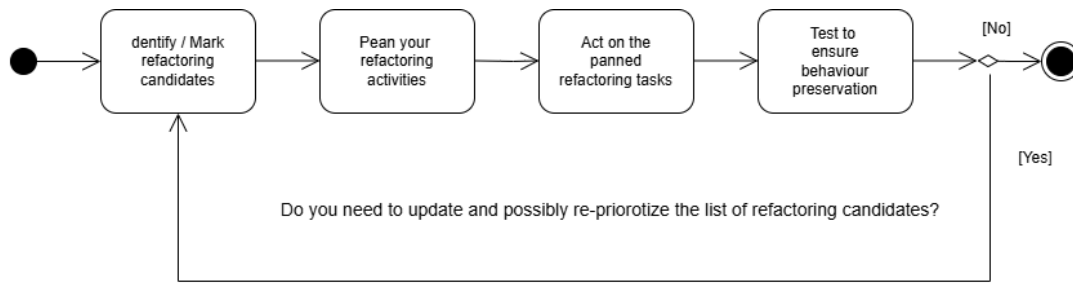 dentify / Mark
refactoring
candidates
Pean your
refactoring
activities
Act on the
panned
refactoring tasks
Test to
ensure
behaviour
preservation
[No]
[Yes]
Do you need to update and possibly re-priorotize the list of refactoring candidates?